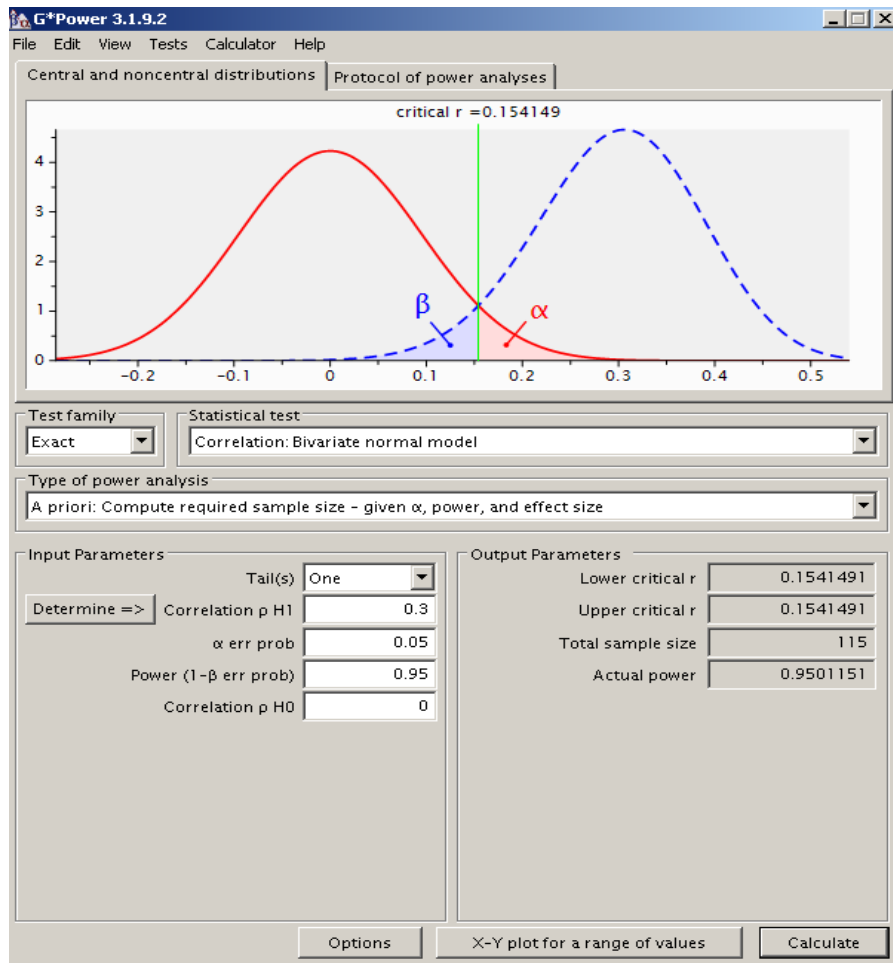 G*Power 3.1.9.2
File Edit View Tests Calculator Help
Central and noncentral distributions Protocol of power analyses
critical r =0.154149
4
3
2
1
0
β α
-0.2 -0.1 0 0.1 0.2 0.3 0.4 0.5
Test family Statistical test
Exact Correlation: Bivariate normal model
Type of power analysis
A priori: Compute required sample size – given α, power, and effect size
Input Parameters
Tail(s) One
Determine => Correlation ρ H1 0.3
α err prob 0.05
Power (1-β err prob) 0.95
Correlation ρ H0 0
Output Parameters
Lower critical r 0.1541491
Upper critical r 0.1541491
Total sample size 115
Actual power 0.9501151
Options X-Y plot for a range of values Calculate